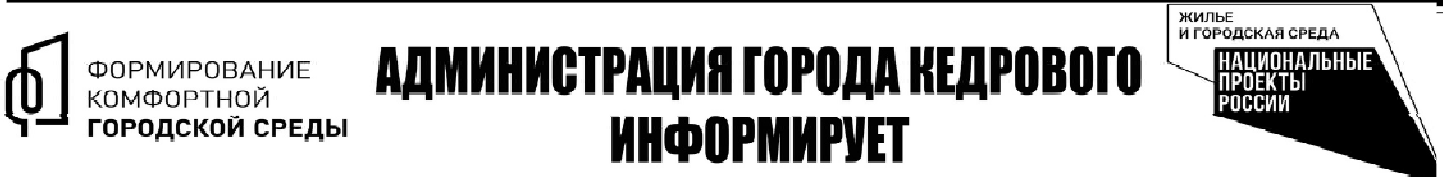 ФОРМИРОВАНИЕ
КОМФОРТНОЙ
ГОРОДСКОЙ СРЕДЫ
АДМИНИСТРАЦИЯ ГОРОДА КЕДРОВОГО
ИНФОРМИРУЕТ
ЖИЛЬЕ
И ГОРОДСКАЯ СРЕДА
НАЦИОНАЛЬНЫЕ
ПРОЕКТЫ
РОССИИ